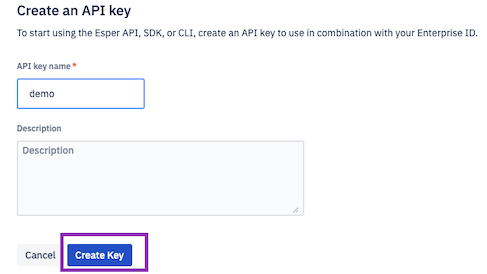 Create an API key
To start using the Esper API, SDK, or CLI, create an API key to use in combination with your Enterprise ID.
API key name *
demo
Description
Description
Cancel Create Key